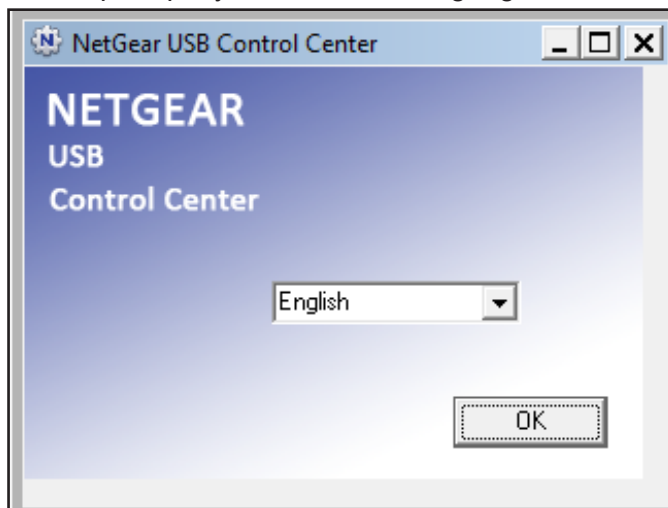 NetGear USB Control Center
NETGEAR
USB
Control Center
English
OK